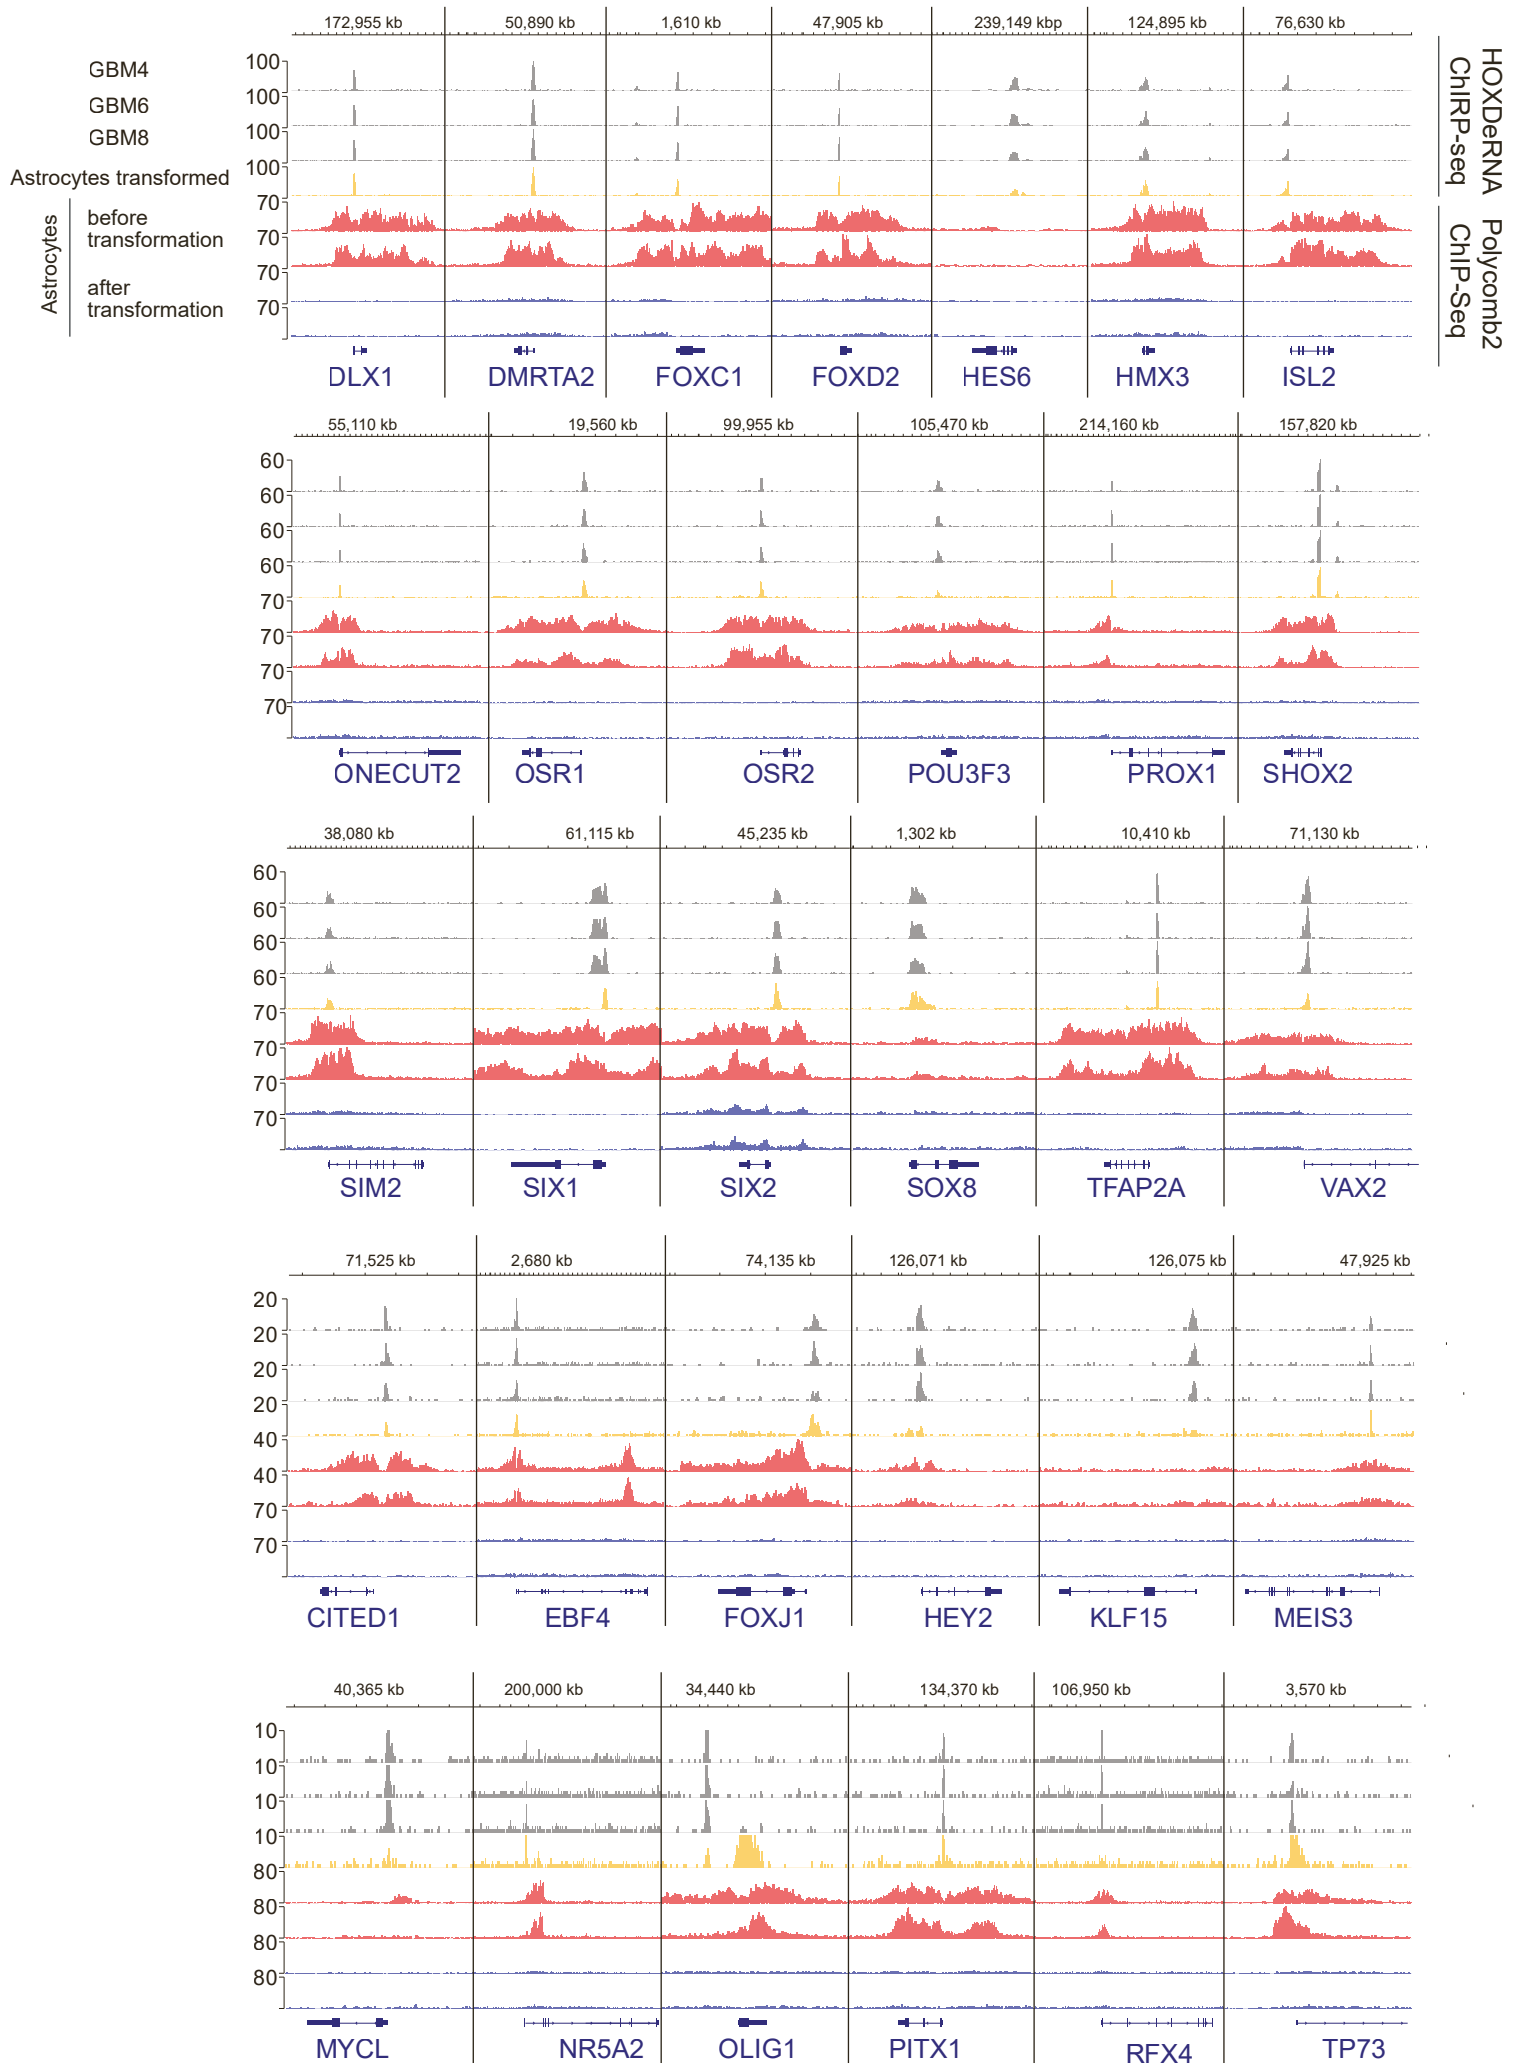 172,955 kb 50,890 kb 1,610 kb 47,905 kb 239,149 kbp 124,895 kb 76,630 kb
GBM4
GBM6
GBM8
Astrocytes transformed
Astrocytes
before
transformation
after
transformation
100
100
100
100
70
70
70
70
HOXDeRNA
ChIRP-seq
Polycomb2
ChIP-Seq
DLX1 DMRTA2 FOXC1 FOXD2 HES6 HMX3 ISL2
55,110 kb 19,560 kb 99,955 kb 105,470 kb 214,160 kb 157,820 kb
60
60
60
60
70
70
70
70
ONECUT2 OSR1 OSR2 POU3F3 PROX1 SHOX2
38,080 kb 61,115 kb 45,235 kb 1,302 kb 10,410 kb 71,130 kb
60
60
60
60
70
70
70
70
SIM2 SIX1 SIX2 SOX8 TFAP2A VAX2
71,525 kb 2,680 kb 74,135 kb 126,071 kb 126,075 kb 47,925 kb
20
20
20
20
40
40
40
70
70
CITED1 EBF4 FOXJ1 HEY2 KLF15 MEIS3
40,365 kb 200,000 kb 34,440 kb 134,370 kb 106,950 kb 3,570 kb
10
10
10
10
80
80
80
80
MYCL NR5A2 OLIG1 PITX1 RFX4 TP73